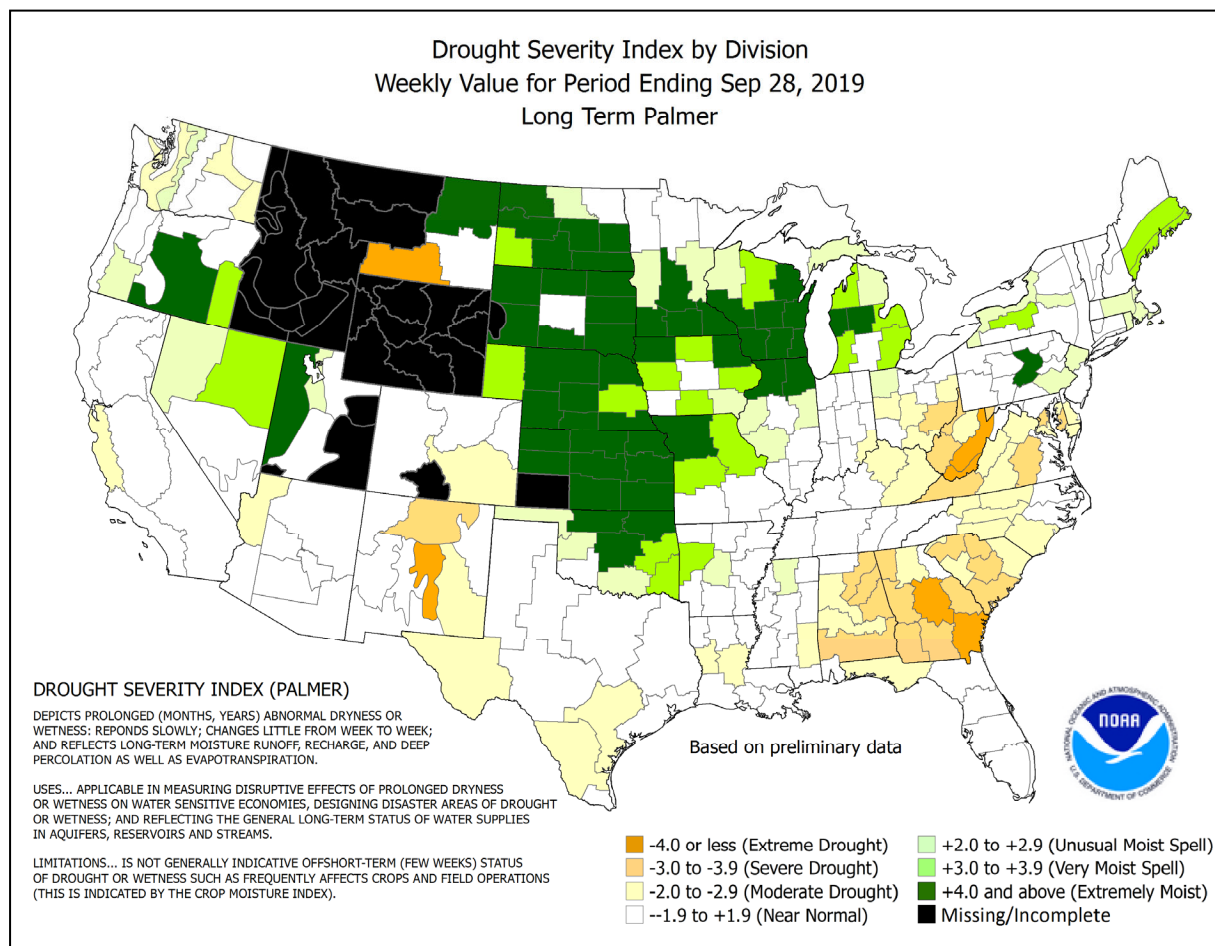 Drought Severity Index by Division
Weekly Value for Period Ending Sep 28, 2019
Long Term Palmer
DROUGHT SEVERITY INDEX (PALMER)
DEPICTS PROLONGED (MONTHS, YEARS) ABNORMAL DRYNESS OR
WETNESS: REPONDS SLOWLY; CHANGES LITTLE FROM WEEK TO WEEK;
AND REFLECTS LONG-TERM MOISTURE RUNOFF, RECHARGE, AND DEEP
PERCOLATION AS WELL AS EVAPOTRANSPIRATION.
USES... APPLICABLE IN MEASURING DISRUPTIVE EFFECTS OF PROLONGED DRYNESS
OR WETNESS ON WATER SENSITIVE ECONOMIES, DESIGNING DISASTER AREAS OF DROUGHT
OR WETNESS; AND REFLECTING THE GENERAL LONG-TERM STATUS OF WATER SUPPLIES
IN AQUIFERS, RESERVOIRS AND STREAMS.
LIMITATIONS... IS NOT GENERALLY INDICATIVE OFFSHORT-TERM (FEW WEEKS) STATUS
OF DROUGHT OR WETNESS SUCH AS FREQUENTLY AFFECTS CROPS AND FIELD OPERATIONS
(THIS IS INDICATED BY THE CROP MOISTURE INDEX).
Based on preliminary data
NATIONAL OCEANIC AND ATMOSPHERIC ADMINISTRATION
NOAA
U.S. DEPARTMENT OF COMMERCE
-4.0 or less (Extreme Drought)
-3.0 to -3.9 (Severe Drought)
-2.0 to -2.9 (Moderate Drought)
--1.9 to +1.9 (Near Normal)
+2.0 to +2.9 (Unusual Moist Spell)
+3.0 to +3.9 (Very Moist Spell)
+4.0 and above (Extremely Moist)
Missing/Incomplete